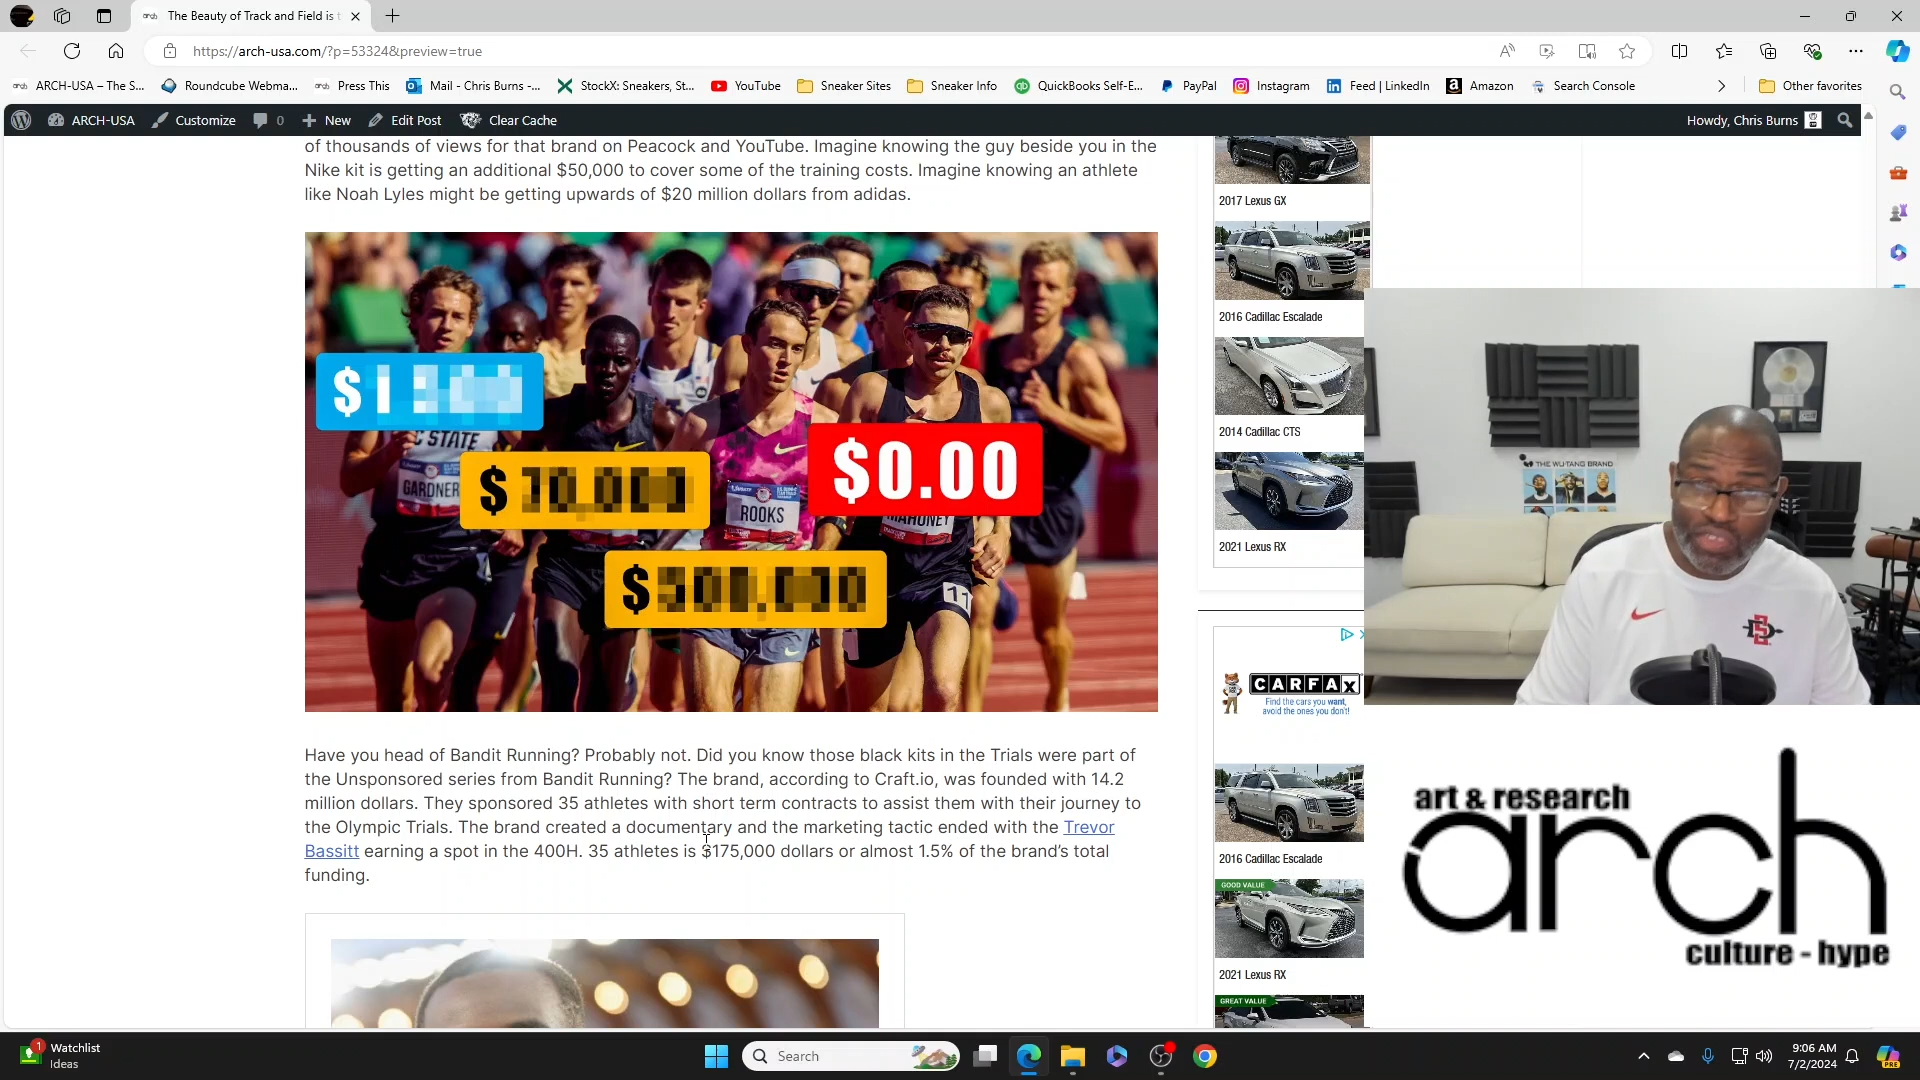 The Beauty of Track and Field is t
https://arch-usa.com/?p=53324&preview=true
ARCH-USA – The S...
Roundcube Webma...
Press This
Mail - Chris Burns -...
StockX: Sneakers, St...
YouTube
Sneaker Sites
Sneaker Info
QuickBooks Self-E...
PayPal
Instagram
Feed | LinkedIn
Amazon
Search Console
Other favorites
ARCH-USA
Customize
0
New
Edit Post
Clear Cache
Howdy, Chris Burns
of thousands of views for that brand on Peacock and YouTube. Imagine knowing the guy beside you in the
Nike kit is getting an additional $50,000 to cover some of the training costs. Imagine knowing an athlete
like Noah Lyles might be getting upwards of $20 million dollars from adidas.
$0.00
C STATE
GARDNER
ROOKS
MAHONEY
11
Have you head of Bandit Running? Probably not. Did you know those black kits in the Trials were part of
the Unsponsored series from Bandit Running? The brand, according to Craft.io, was founded with 14.2
million dollars. They sponsored 35 athletes with short term contracts to assist them with their journey to
the Olympic Trials. The brand created a documentary and the marketing tactic ended with the Trevor
Bassitt earning a spot in the 400H. 35 athletes is $175,000 dollars or almost 1.5% of the brand's total
funding.
2017 Lexus GX
2016 Cadillac Escalade
2014 Cadillac CTS
2021 Lexus RX
CARFAX
Find the cars you want,
avoid the ones you don't!
2016 Cadillac Escalade
GOOD VALUE
2021 Lexus RX
GREAT VALUE
THE WU-TANG BRAND
art & research
arch
culture - hype
1
Watchlist
Ideas
Search
9:06 AM
7/2/2024
PRE